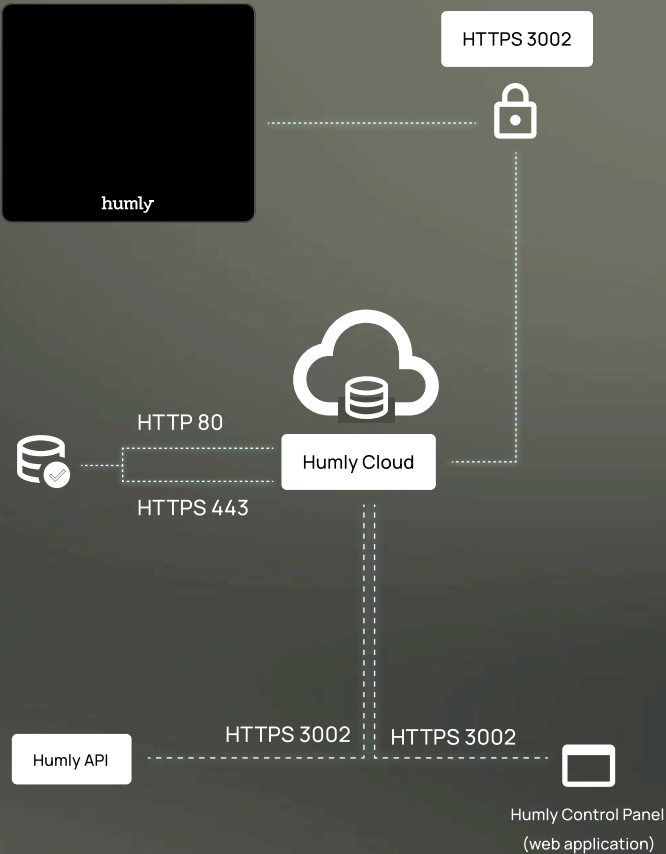 HTTPS 3002
humly
HTTP 80
Humly Cloud
HTTPS 443
HTTPS 3002
HTTPS 3002
Humly API
Humly Control Panel
(web application)